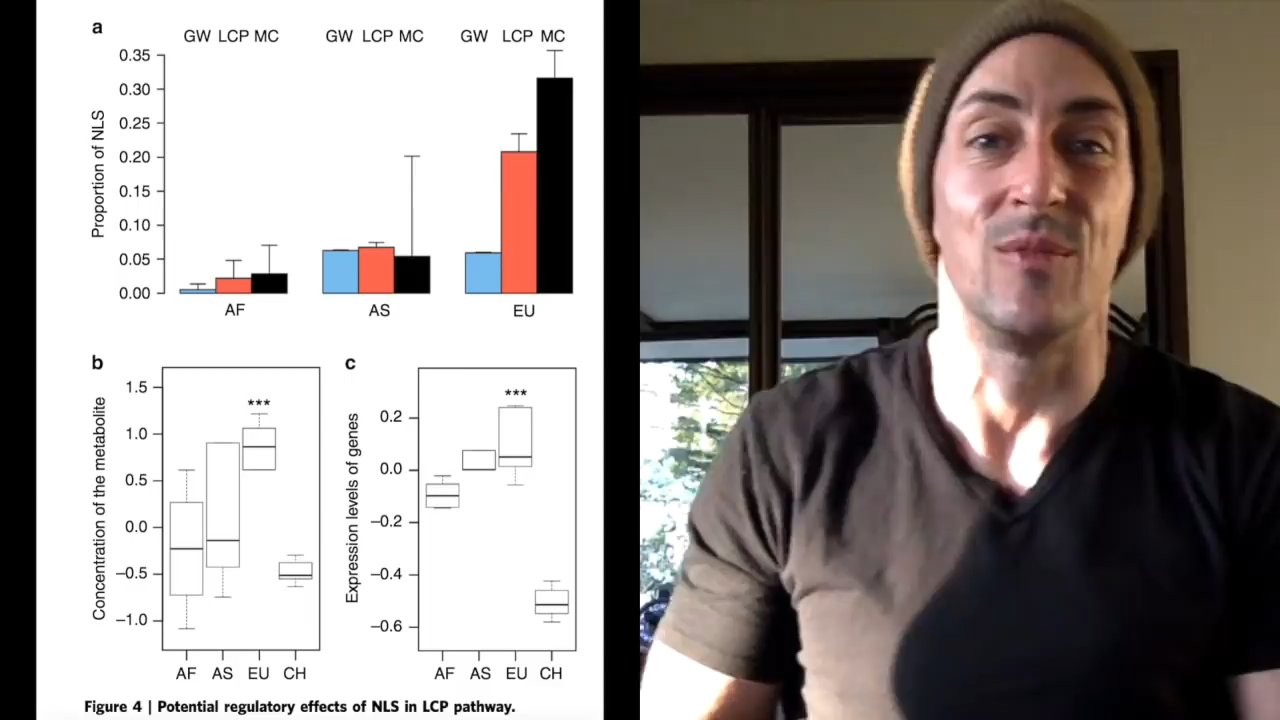 a
GW LCP MC GW LCP MC GW LCP MC
Proportion of NLS
0.35
0.30
0.25
0.20
0.15
0.10
0.05
0.00
AF AS EU
b
Concentration of the metabolite
1.5
1.0
0.5
0.0
−0.5
−1.0
***
AF AS EU CH
c
Expression levels of genes
0.2
0.0
−0.2
−0.4
−0.6
***
AF AS EU CH
Figure 4 | Potential regulatory effects of NLS in LCP pathway.